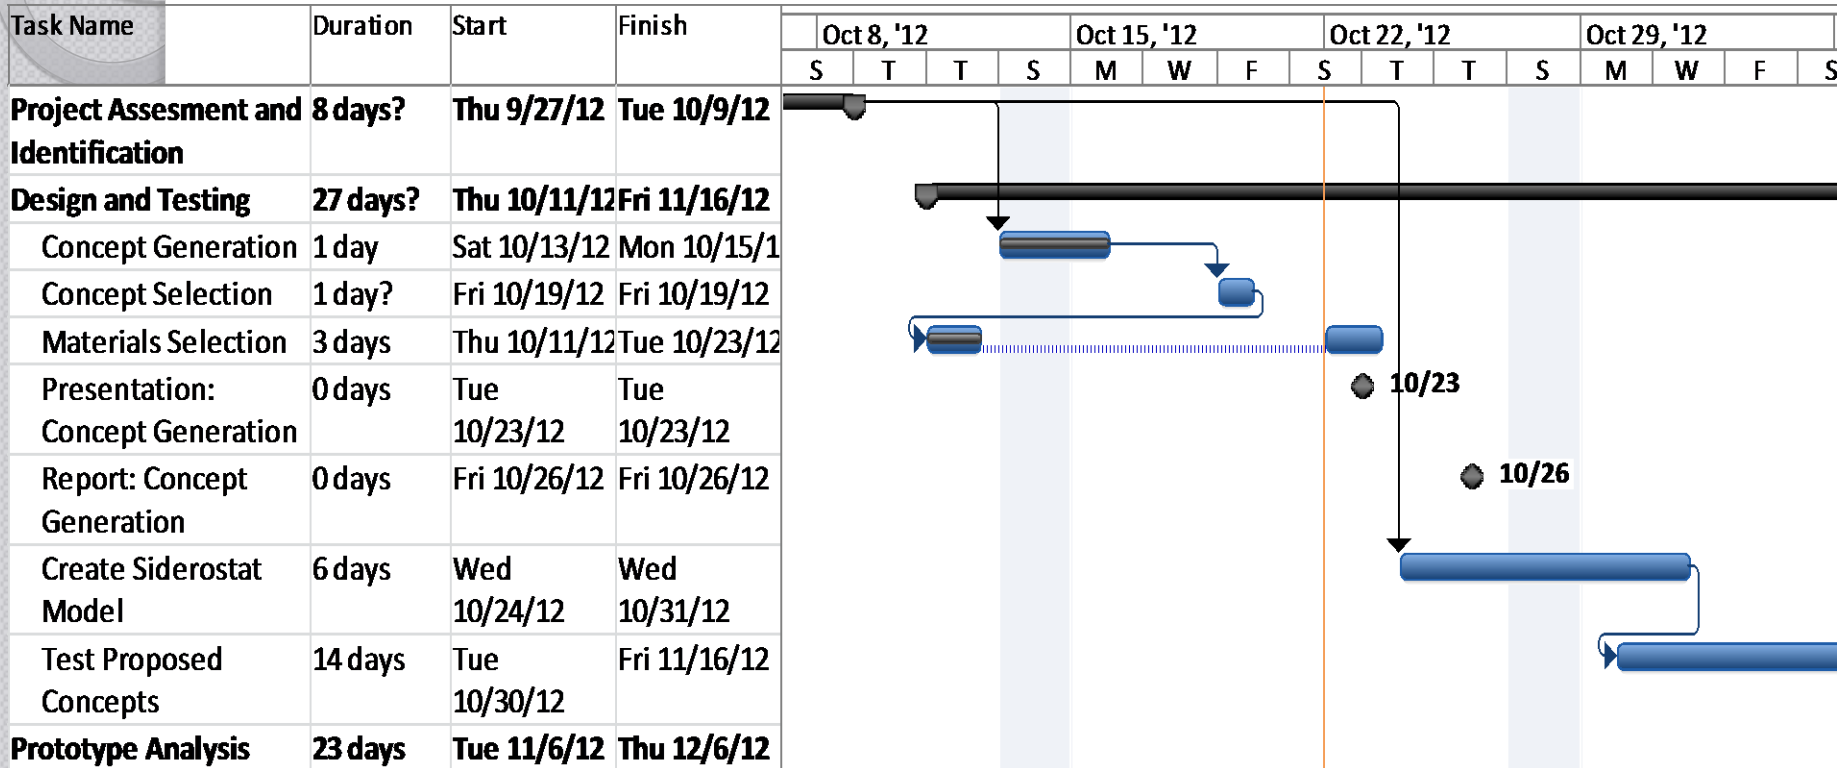 Task Name Duration Start Finish
Oct 8, '12 Oct 15, '12 Oct 22, '12 Oct 29, '12
S T T S M W F S T T S M W F S
Project Assesment and 8 days? Thu 9/27/12 Tue 10/9/12
Identification
Design and Testing 27 days? Thu 10/11/12 Fri 11/16/12
Concept Generation 1 day Sat 10/13/12 Mon 10/15/1
Concept Selection 1 day? Fri 10/19/12 Fri 10/19/12
Materials Selection 3 days Thu 10/11/12 Tue 10/23/12
Presentation: 0 days Tue Tue 10/23
Concept Generation 10/23/12 10/23/12
Report: Concept 0 days Fri 10/26/12 Fri 10/26/12 10/26
Generation
Create Siderostat 6 days Wed Wed
Model 10/24/12 10/31/12
Test Proposed 14 days Tue Fri 11/16/12
Concepts 10/30/12
Prototype Analysis 23 days Tue 11/6/12 Thu 12/6/12